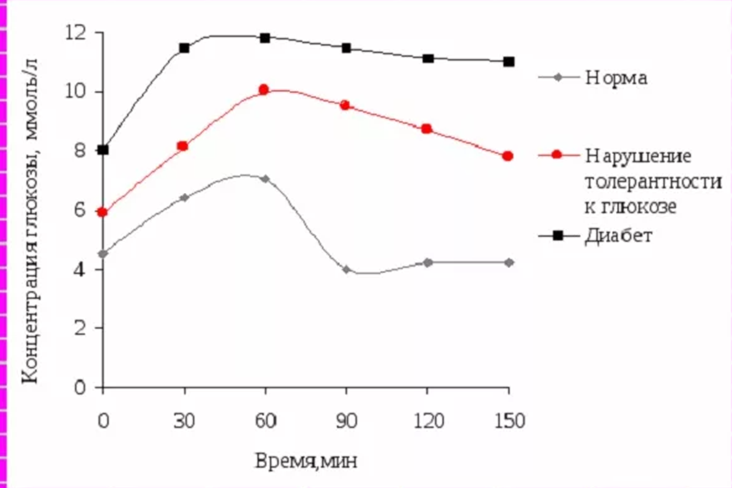 Концентрация глюкозы, ммоль/л
12
10
8
6
4
2
0
0 30 60 90 120 150
Время,мин
Норма
Нарушение
толерантности
к глюкозе
Диабет